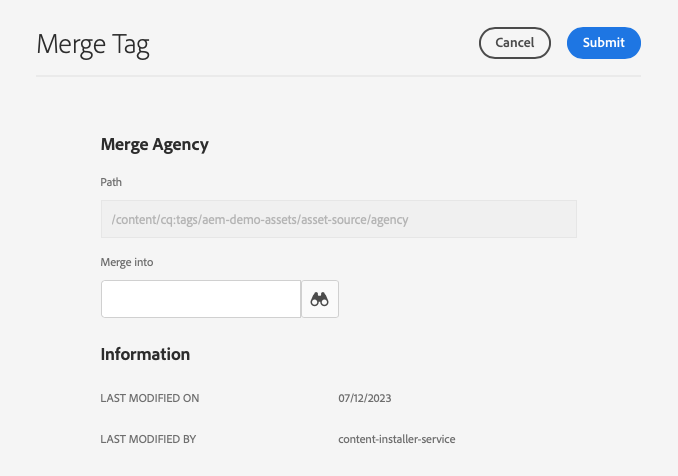 Merge Tag
Cancel
Submit
Merge Agency
Path
/content/cq:tags/aem-demo-assets/asset-source/agency
Merge into
Information
LAST MODIFIED ON
07/12/2023
LAST MODIFIED BY
content-installer-service